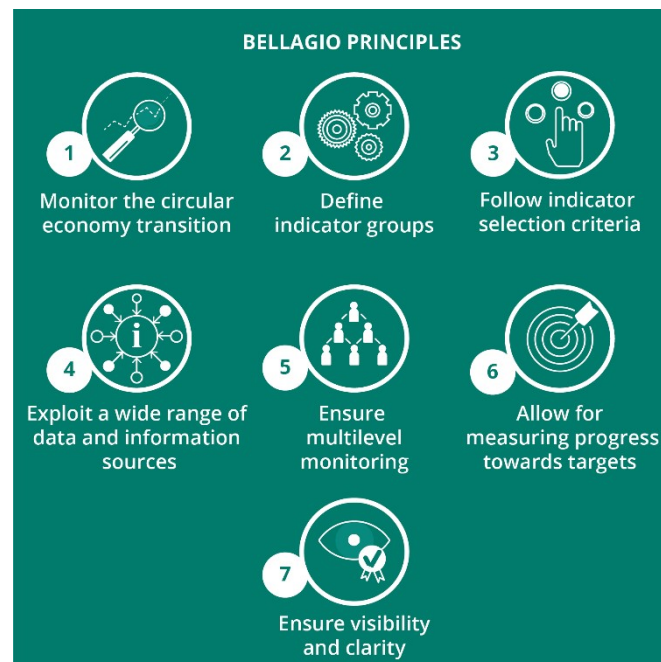 BELLAGIO PRINCIPLES
1
Monitor the circular
economy transition
2
Define
indicator groups
3
Follow indicator
selection criteria
4
Exploit a wide range of
data and information
sources
5
Ensure
multilevel
monitoring
6
Allow for
measuring progress
towards targets
7
Ensure visibility
and clarity
i